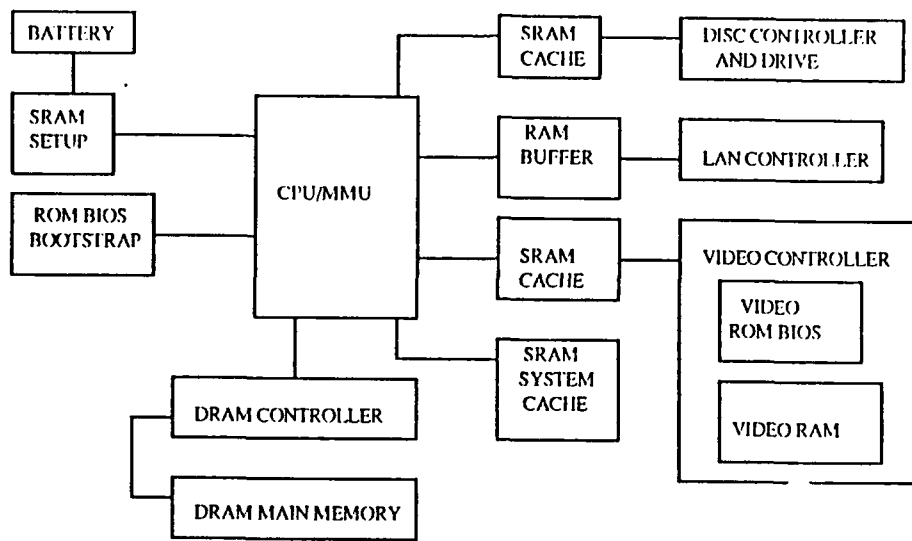 BATTERY
SRAM
SETUP
ROM BIOS
BOOTSTRAP
CPU/MMU
SRAM
CACHE
DISC CONTROLLER
AND DRIVE
RAM
BUFFER
LAN CONTROLLER
SRAM
CACHE
VIDEO CONTROLLER
VIDEO
ROM BIOS
VIDEO RAM
SRAM
SYSTEM
CACHE
DRAM CONTROLLER
DRAM MAIN MEMORY